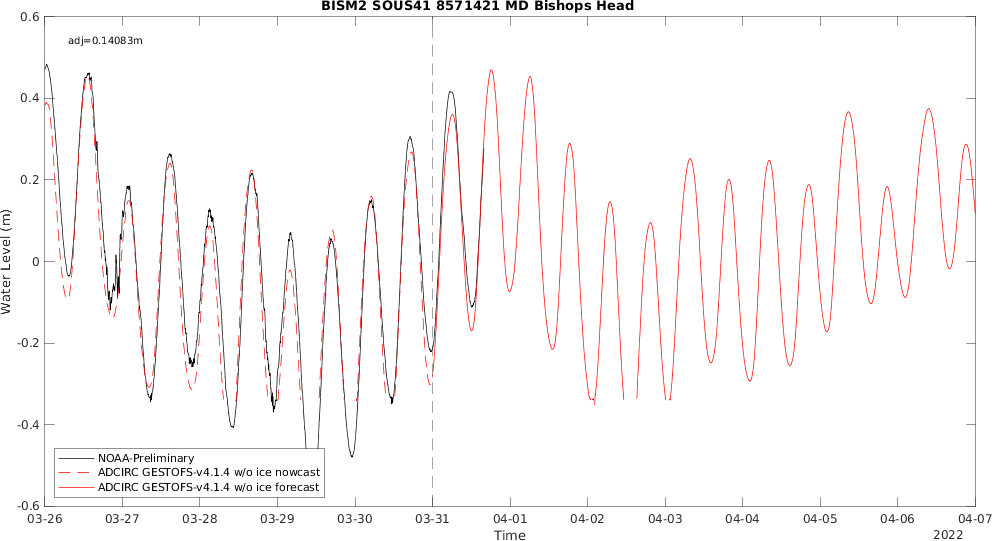 BISM2 SOUS41 8571421 MD Bishops Head
adj=0.14083m
0.6
0.4
0.2
0
-0.2
-0.4
-0.6
Water Level (m)
NOAA-Preliminary
ADCIRC GESTOFS-v4.1.4 w/o ice nowcast
ADCIRC GESTOFS-v4.1.4 w/o ice forecast
03-26 03-27 03-28 03-29 03-30 03-31 04-01 04-02 04-03 04-04 04-05 04-06 04-07
Time
2022